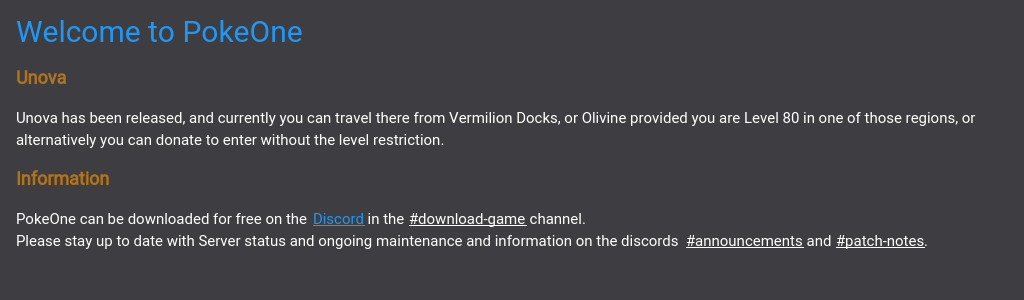 Welcome to PokeOne
Unova
Unova has been released, and currently you can travel there from Vermilion Docks, or Olivine provided you are Level 80 in one of those regions, or
alternatively you can donate to enter without the level restriction.
Information
PokeOne can be downloaded for free on the Discord in the #download-game channel.
Please stay up to date with Server status and ongoing maintenance and information on the discords #announcements and #patch-notes.